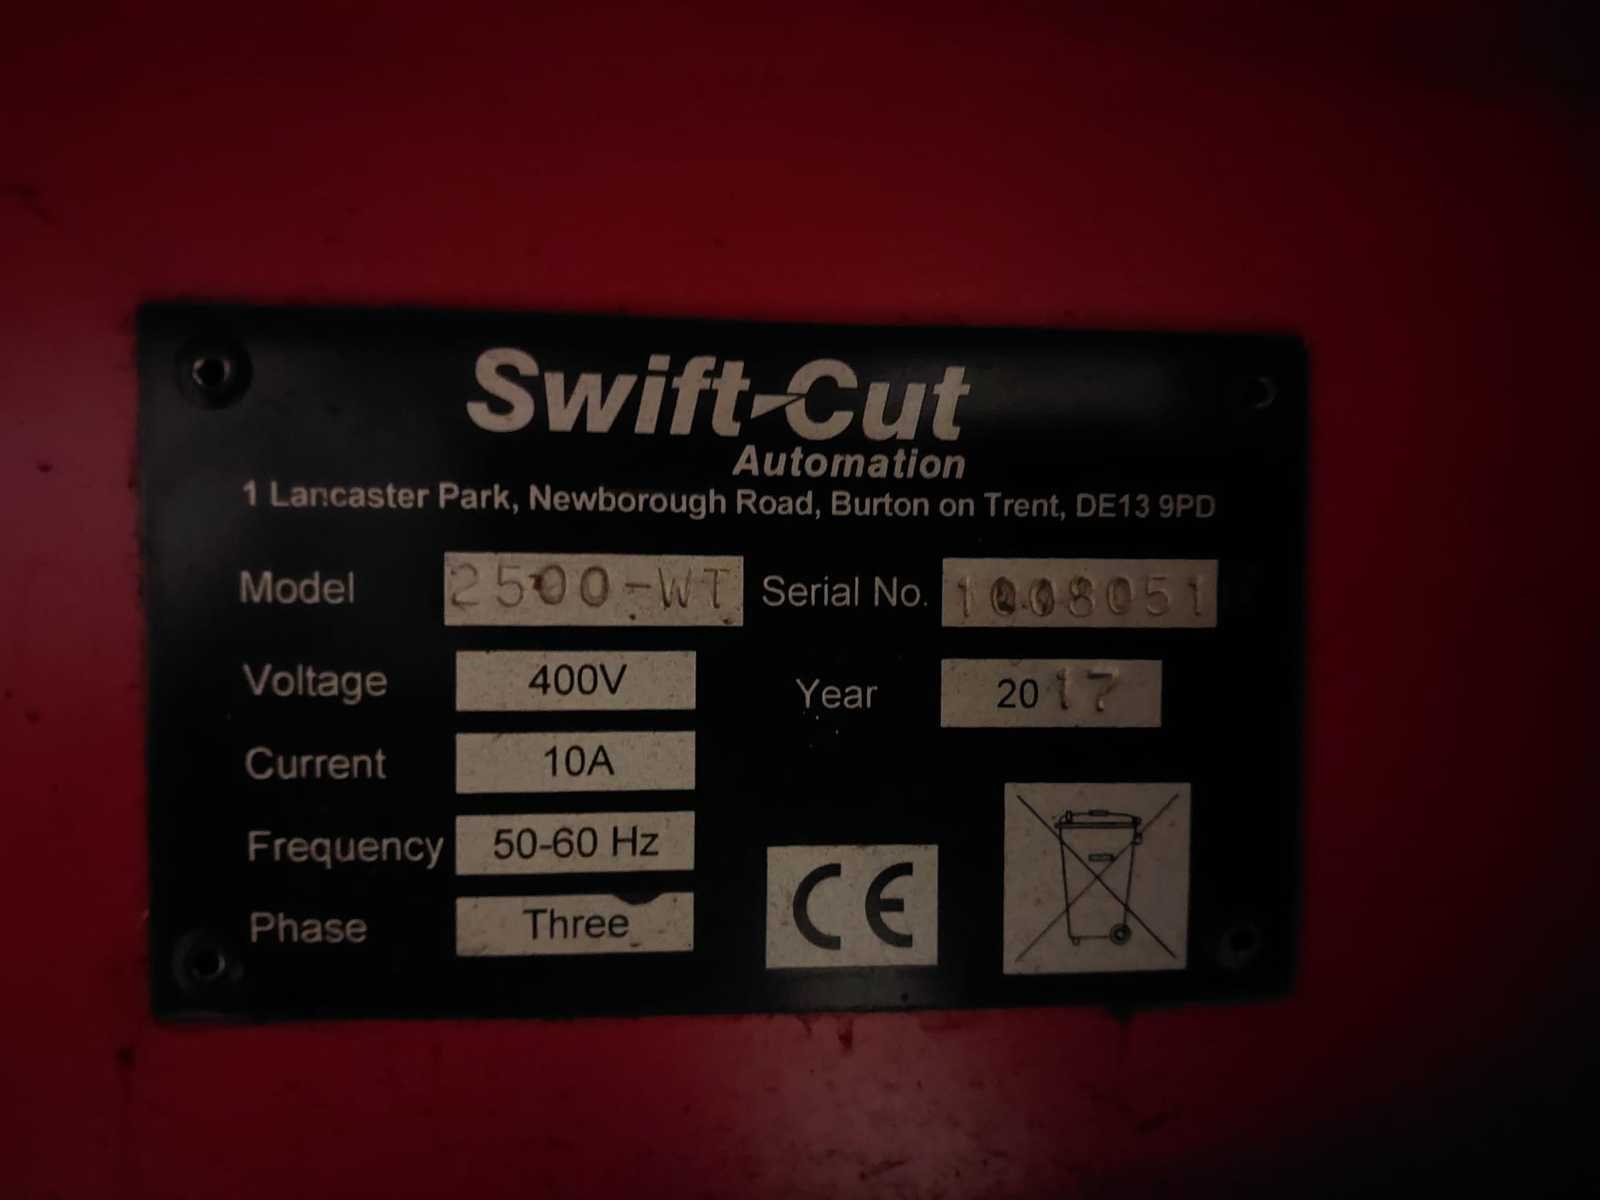 Swift-Cut
Automation
1 Lancaster Park, Newborough Road, Burton on Trent, DE13 9PD
Model 2500-WT Serial No. 1008051
Voltage 400V Year 2017
Current 10A
Frequency 50-60 Hz
Phase Three
CE